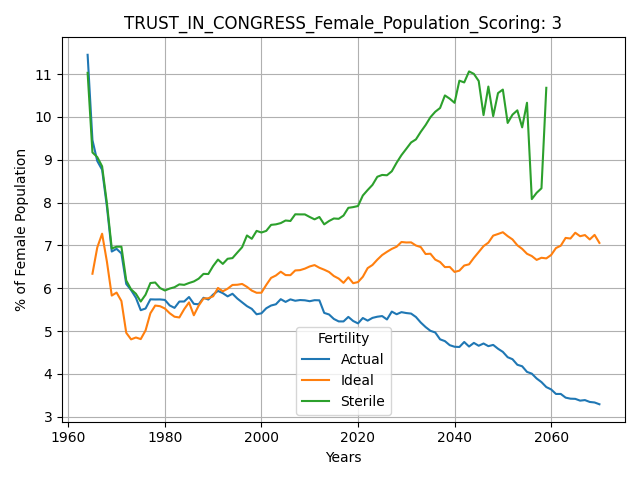 TRUST_IN_CONGRESS_Female_Population_Scoring: 3
% of Female Population
11
10
9
8
7
6
5
4
3
Fertility
Actual
Ideal
Sterile
1960 1980 2000 2020 2040 2060
Years